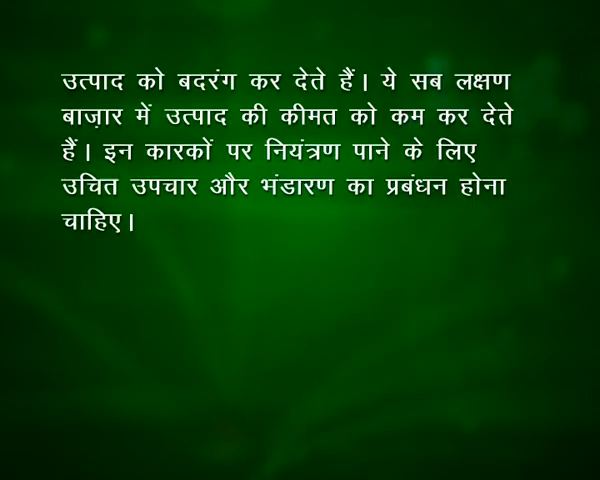 उत्पाद को बदरंग कर देते हैं। ये सब लक्षण
बाज़ार में उत्पाद की कीमत को कम कर देते
हैं। इन कारकों पर नियंत्रण पाने के लिए
उचित उपचार और भंडारण का प्रबंधन होना
चाहिए।